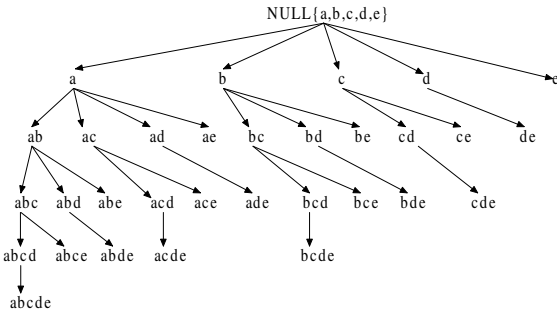 NULL{a,b,c,d,e}
a b c d e
ab ac ad ae bc bd be cd ce de
abc abd abe acd ace ade bcd bce bde cde
abcd abce abde acde bcde
abcde